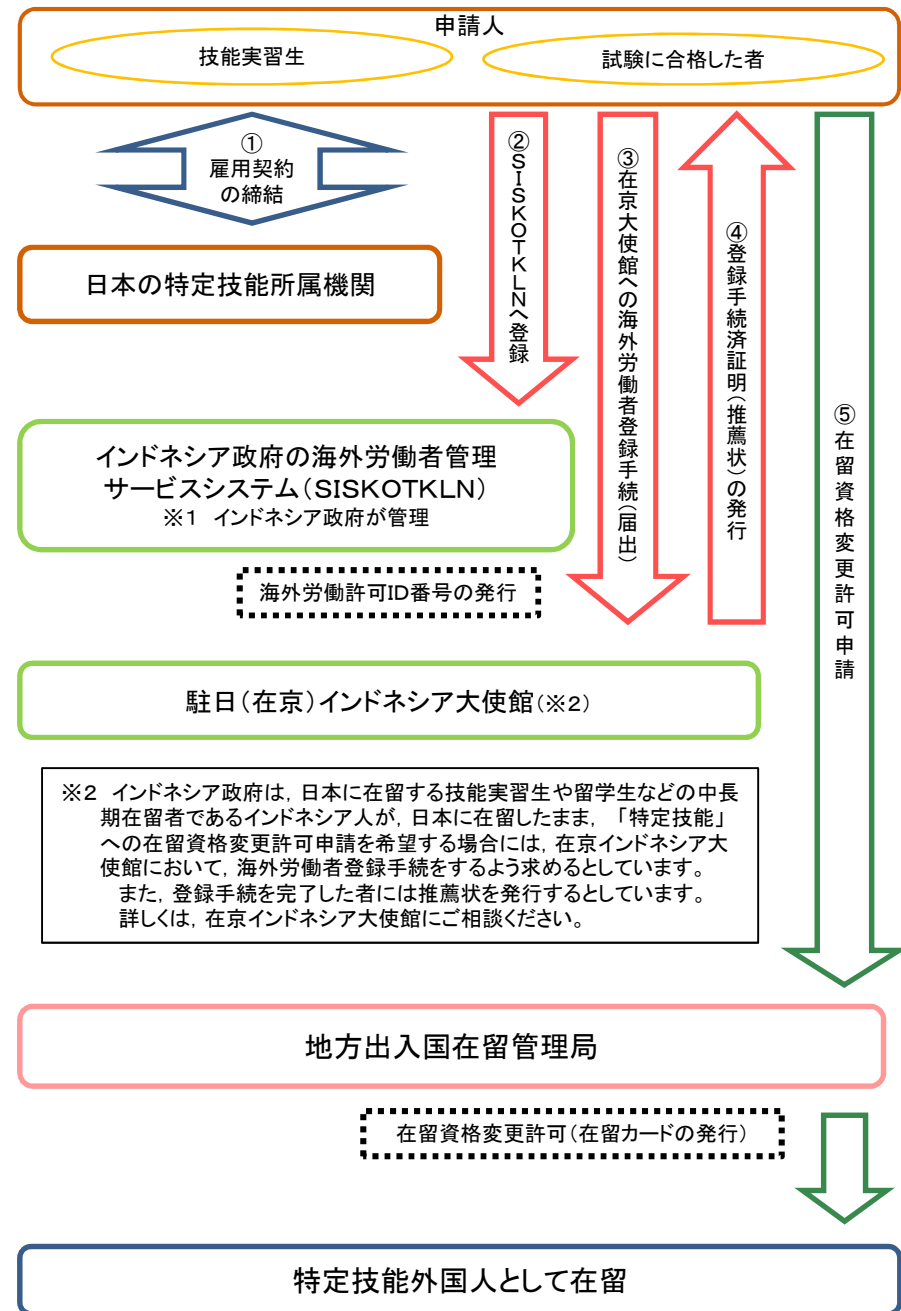 申請人
技能実習生
試験に合格した者
①
雇用契約
の締結
②SISKOTKLNへ登録
③在京大使館への海外労働者登録手続(届出)
④登録手続済証明(推薦状)の発行
⑤在留資格変更許可申請
日本の特定技能所属機関
インドネシア政府の海外労働者管理
サービスシステム(SISKOTKLN)
※1 インドネシア政府が管理
海外労働許可ID番号の発行
駐日(在京)インドネシア大使館(※2)
※2 インドネシア政府は,日本に在留する技能実習生や留学生などの中長
期在留者であるインドネシア人が,日本に在留したまま, 「特定技能」
への在留資格変更許可申請を希望する場合には,在京インドネシア大
使館において,海外労働者登録手続をするよう求めるとしています。
また,登録手続を完了した者には推薦状を発行するとしています。
詳しくは,在京インドネシア大使館にご相談ください。
地方出入国在留管理局
在留資格変更許可(在留カードの発行)
特定技能外国人として在留